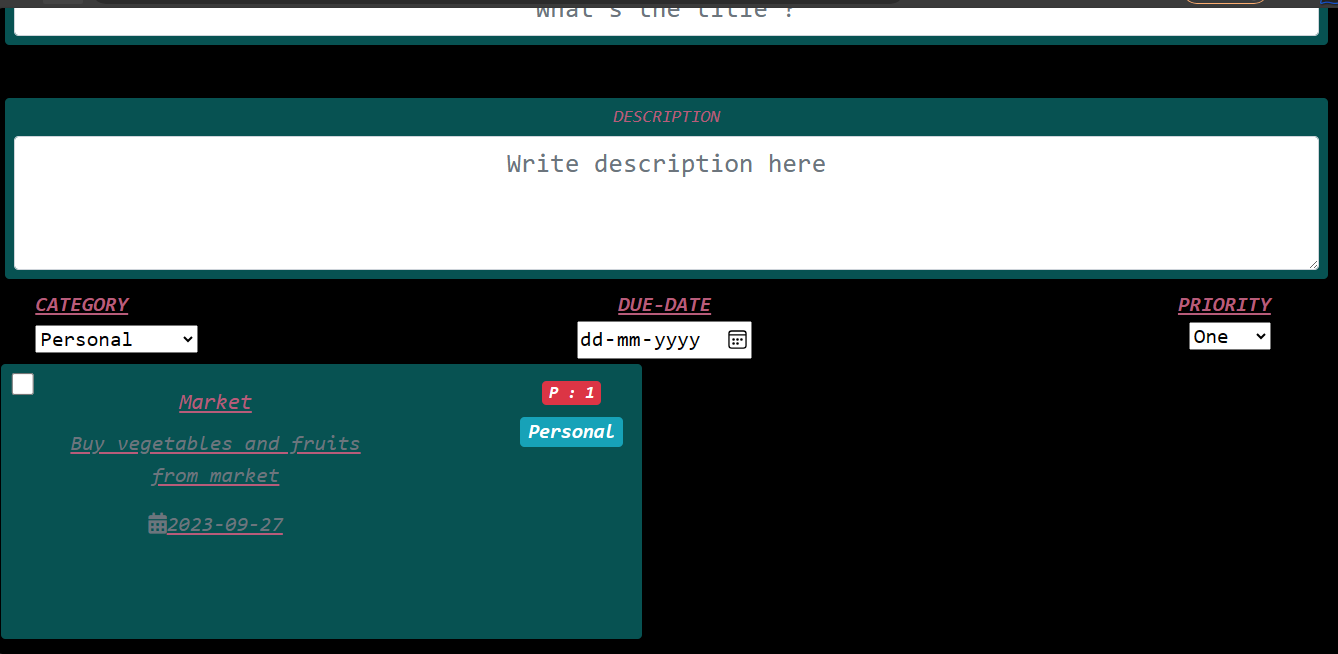 What's the title ?
DESCRIPTION
Write description here
CATEGORY
DUE-DATE
PRIORITY
Personal
dd-mm-yyyy
One
Market
P : 1
Personal
Buy vegetables and fruits
from market
2023-09-27